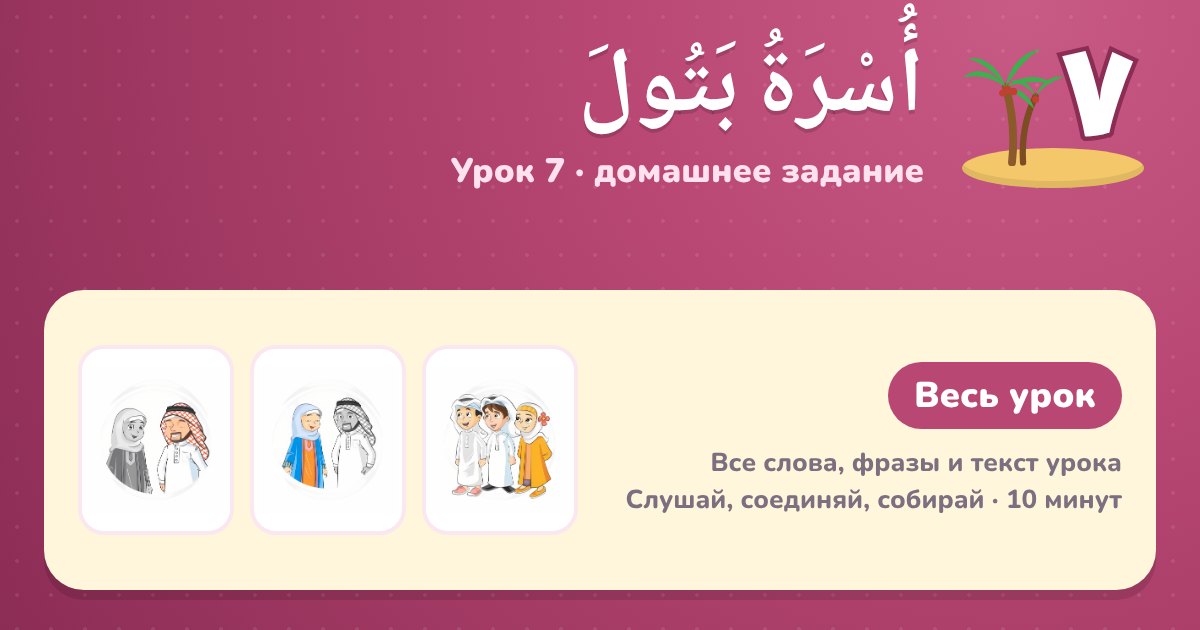 أُسْرَةُ بَتُولَ
٧
Урок 7 · домашнее задание
Весь урок
Все слова, фразы и текст урока
Слушай, соединяй, собирай · 10 минут